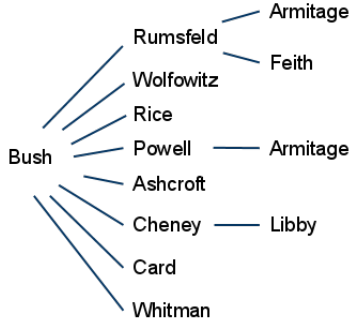 Armitage
Rumsfeld
Feith
Wolfowitz
Rice
Bush
Powell
Armitage
Ashcroft
Cheney
Libby
Card
Whitman